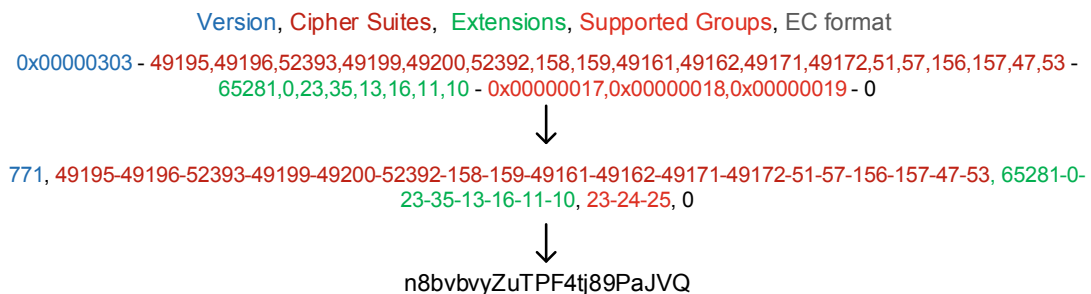 Version, Cipher Suites, Extensions, Supported Groups, EC format
0x00000303 - 49195,49196,52393,49199,49200,52392,158,159,49161,49162,49171,49172,51,57,156,157,47,53 -
65281,0,23,35,13,16,11,10 - 0x00000017,0x00000018,0x00000019 - 0
771, 49195-49196-52393-49199-49200-52392-158-159-49161-49162-49171-49172-51-57-156-157-47-53, 65281-0-
23-35-13-16-11-10, 23-24-25, 0
n8bvbvyZuTPF4tj89PaJVQ